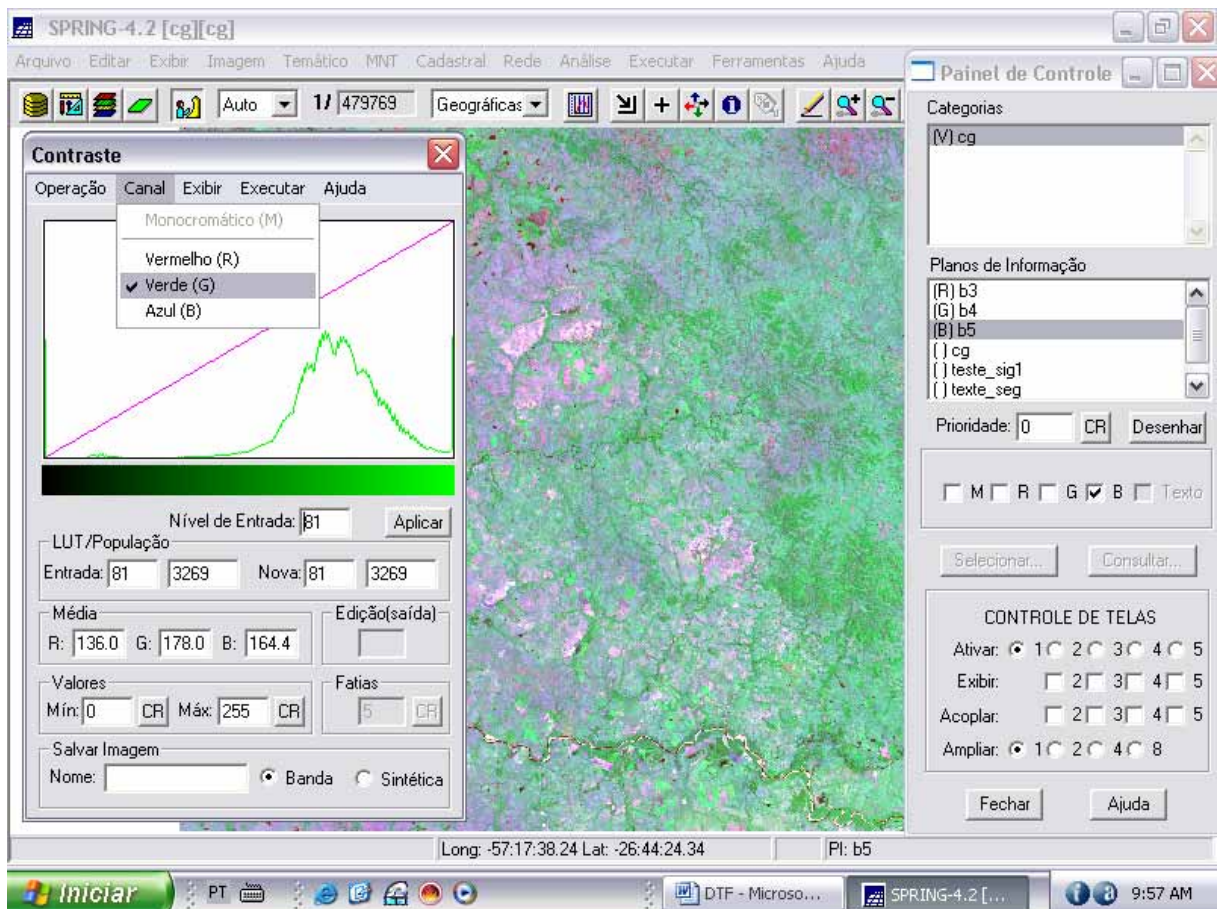 SPRING-4.2 [cg][cg]
Arquivo Editar Exibir Imagem Temático MNT Cadastral Rede Análise Executar Ferramentas Ajuda
Auto 1/ 479769 Geográficas
Contraste
Operação Canal Exibir Executar Ajuda
Monocromático (M)
Vermelho (R)
Verde (G)
Azul (B)
Nível de Entrada: 81 Aplicar
LUT/População
Entrada: 81 3269 Nova: 81 3269
Média
R: 136.0 G: 178.0 B: 164.4
Edição(saída)
Valores
Mín: 0 CR Máx: 255 CR
Fatias
5 CR
Salvar Imagem
Nome: Banda Sintética
Painel de Controle
Categorias
(V) cg
Planos de Informação
(R) b3
(G) b4
(B) b5
( ) cg
( ) teste_sig1
( ) texte_seg
Prioridade: 0 CR Desenhar
M R G B Texto
Selecionar... Consultar...
CONTROLE DE TELAS
Ativar: 1 2 3 4 5
Exibir: 2 3 4 5
Acoplar: 2 3 4 5
Ampliar: 1 2 4 8
Fechar Ajuda
Long: -57:17:38.24 Lat: -26:44:24.34 PI: b5
Iniciar PT DTF - Microso... SPRING-4.2 [... 9:57 AM